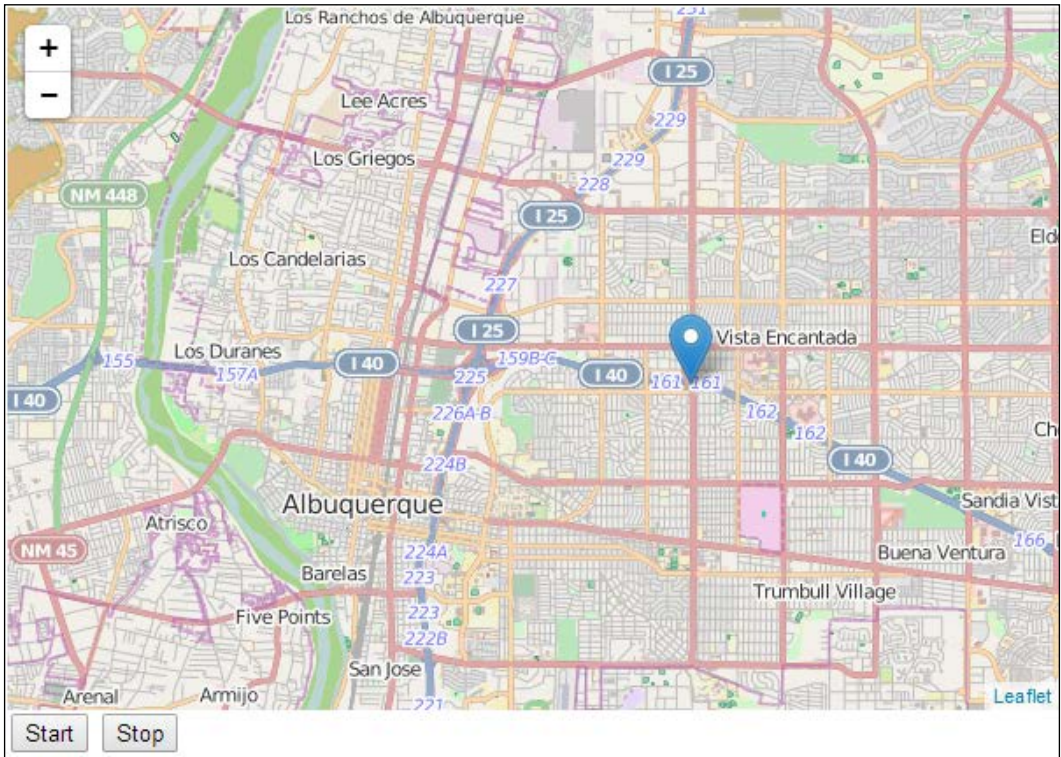 231
Los Ranchos de Albuquerque
+
I 25
−
Lee Acres
229
Los Griegos
229
228
NM 448
I 25
Eld
Los Candelarias
227
I 25
Vista Encantada
Los Duranes
155
157A
I 40
159B-C
225
I 40
161
161
I 40
226A-B
162
162
Ch
224B
I 40
Albuquerque
Sandia Vist
Atrisco
166
NM 45
224A
Buena Ventura
Barelas
223
Trumbull Village
Five Points
223
222B
San Jose
Arenal
Armijo
221
Leaflet
Start
Stop